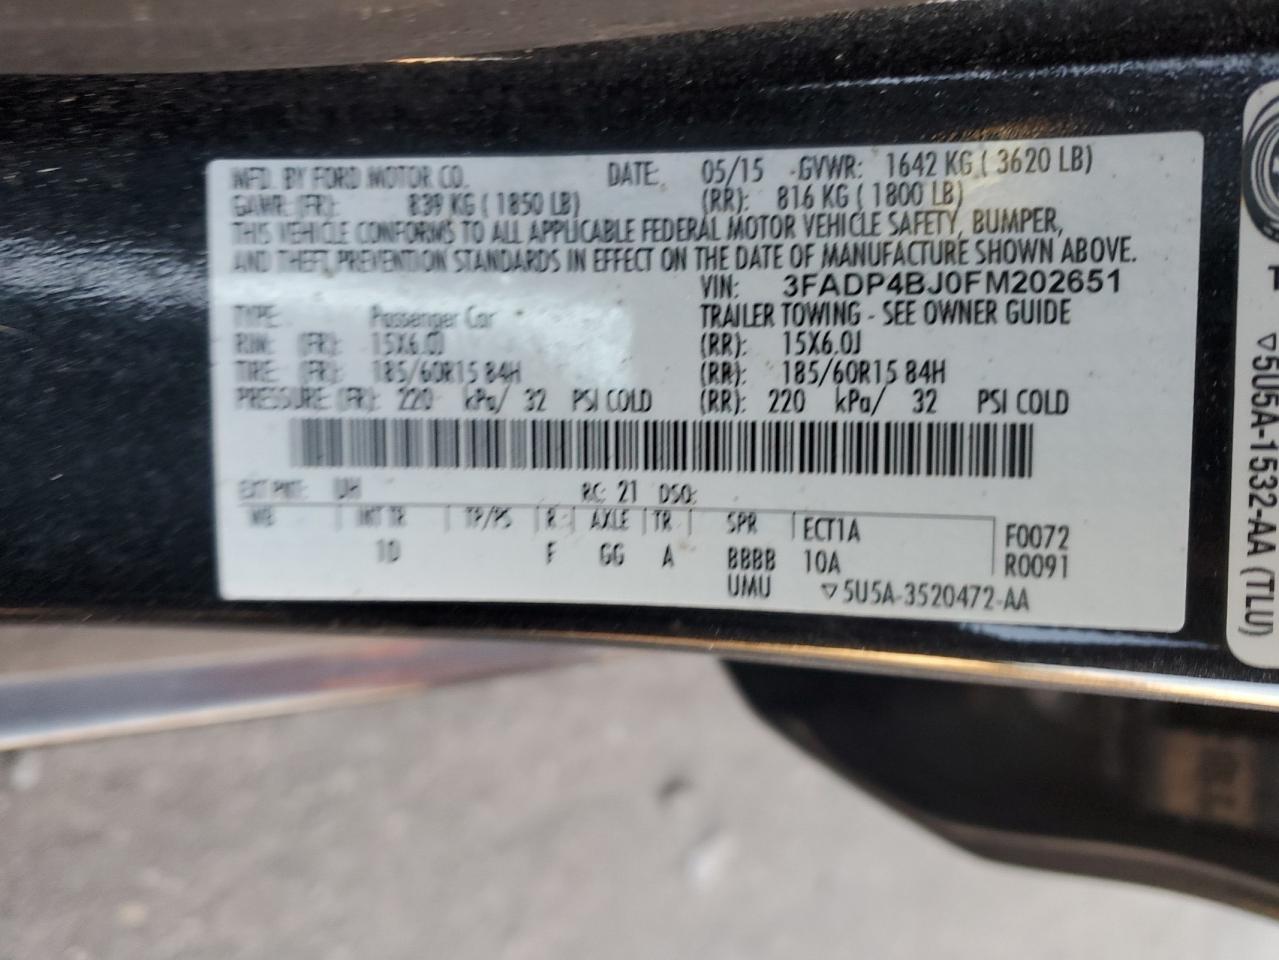 MFD. BY FORD MOTOR CO. DATE: 05/15 GVWR: 1642 KG ( 3620 LB)
GAWR: (FR): 839 KG ( 1850 LB) (RR): 816 KG ( 1800 LB)
THIS VEHICLE CONFORMS TO ALL APPLICABLE FEDERAL MOTOR VEHICLE SAFETY, BUMPER,
AND THEFT PREVENTION STANDARDS IN EFFECT ON THE DATE OF MANUFACTURE SHOWN ABOVE.
VIN: 3FADP4BJ0FM202651
TYPE: Passenger Car TRAILER TOWING - SEE OWNER GUIDE
RIM: (FR): 15X6.0J (RR): 15X6.0J
TIRE: (FR): 185/60R15 84H (RR): 185/60R15 84H
PRESSURE: (FR): 220 kPa/ 32 PSI COLD (RR): 220 kPa/ 32 PSI COLD
EXT PNT: UH RC: 21 DSO:
WB INT TR TP/PS R AXLE TR SPR ECT1A F0072
1D F GG A BBBB 10A R0091
UMU ▽5U5A-3520472-AA
▽5U5A-1532-AA (TLU)